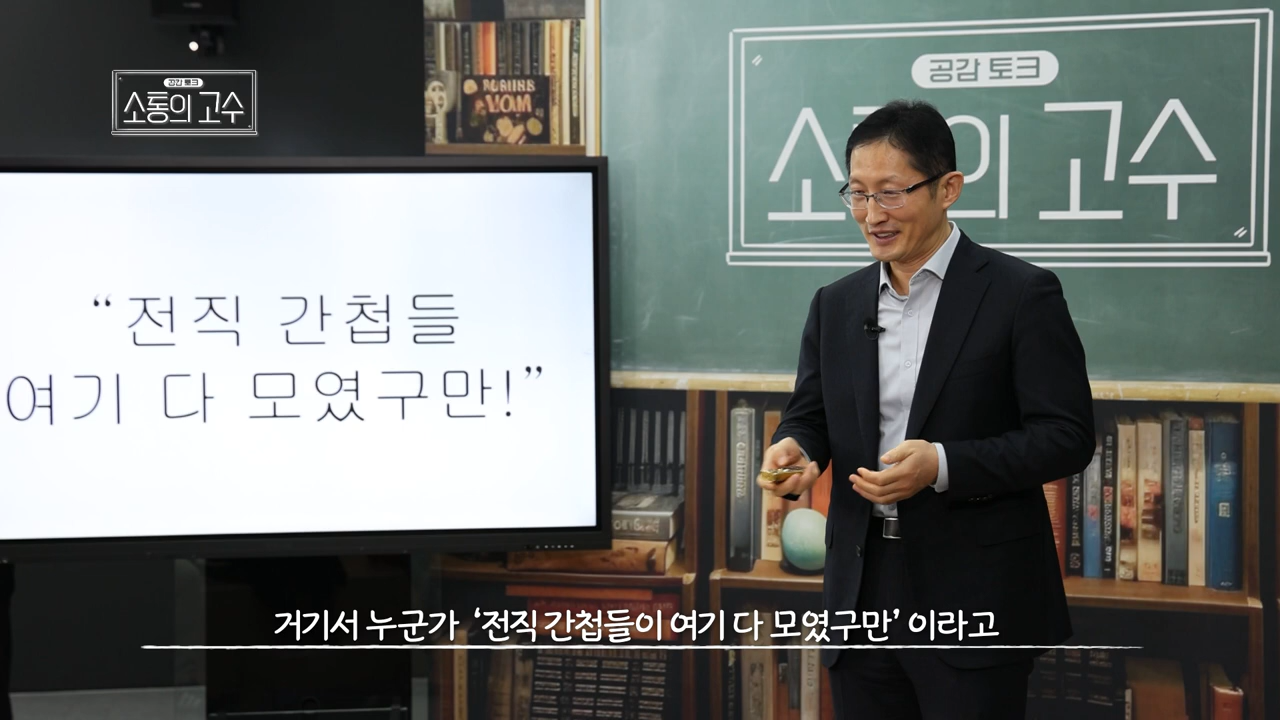 공감 토크
소통의 고수
공감 토크
소 의 고수
“전직 간첩들
여기 다 모였구만!”
거기서 누군가 ‘전직 간첩들이 여기 다 모였구만’ 이라고